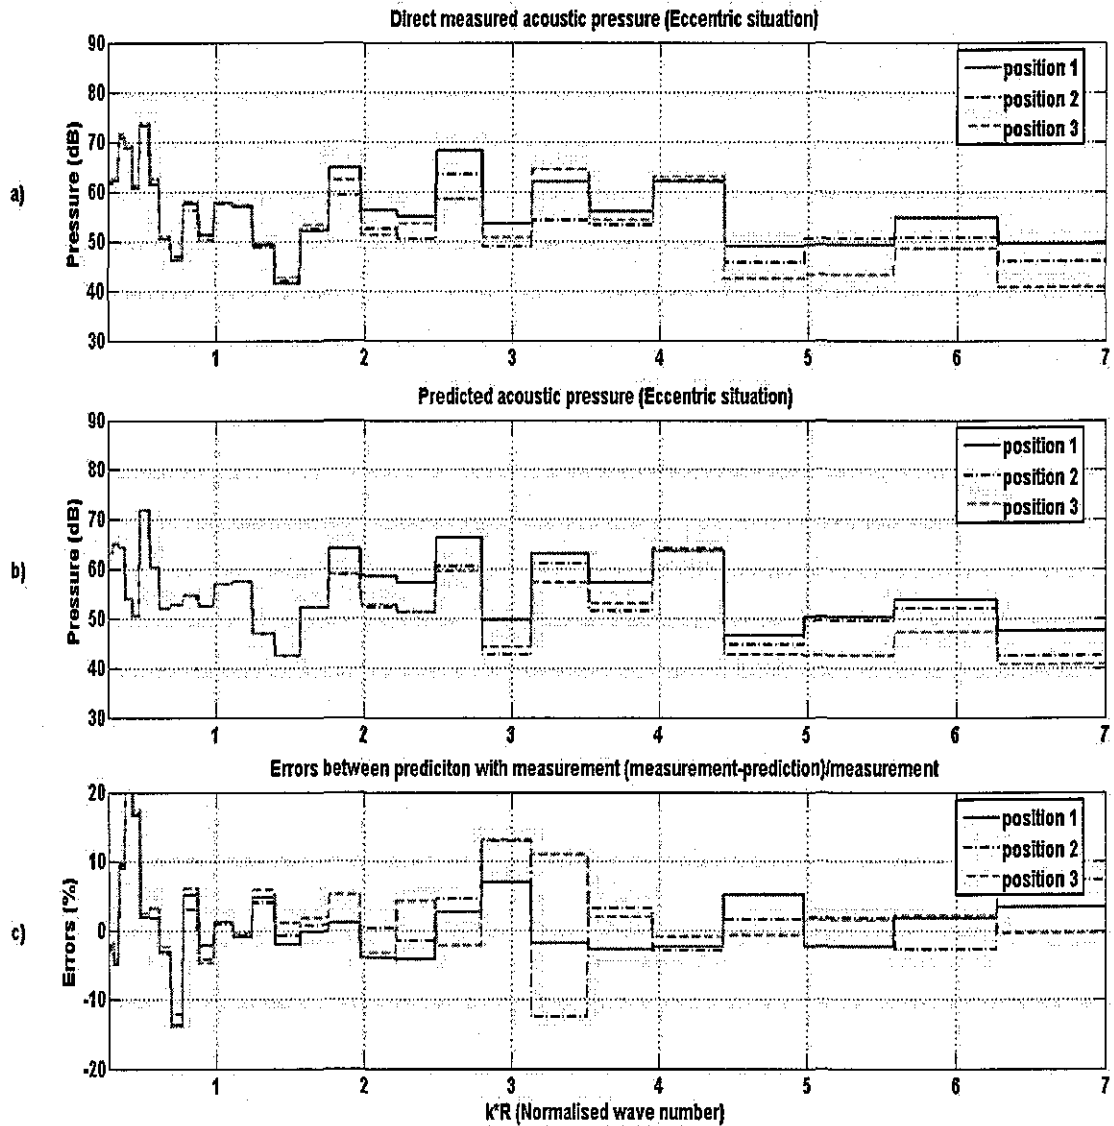 Direct measured acoustic pressure (Eccentric situation)
90
80
70
60
50
40
30
Pressure (dB)
a)
position 1
position 2
position 3
1 2 3 4 5 6 7
Predicted acoustic pressure (Eccentric situation)
90
80
70
60
50
40
30
Pressure (dB)
b)
position 1
position 2
position 3
1 2 3 4 5 6 7
Errors between prediciton with measurement (measurement-prediction)/measurement
20
10
0
-10
-20
Errors (%)
c)
position 1
position 2
position 3
1 2 3 4 5 6 7
k*R (Normalised wave number)